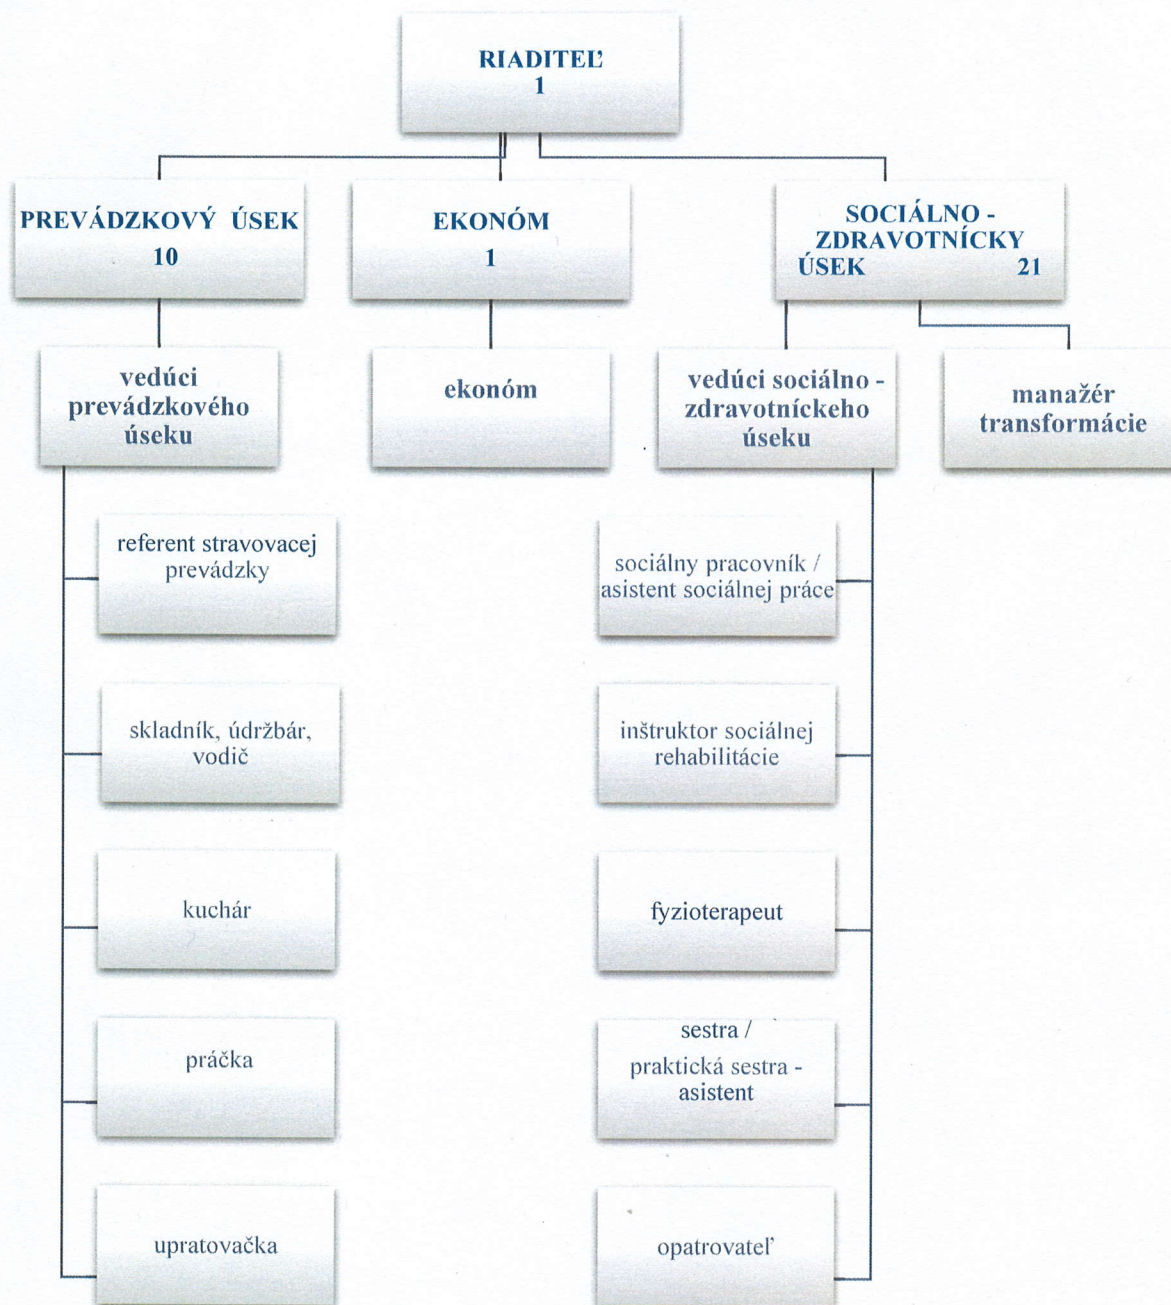 RIADITEĽ
1
PREVÁDZKOVÝ ÚSEK
10
EKONÓM
1
SOCIÁLNO -
ZDRAVOTNÍCKY
ÚSEK 21
vedúci
prevádzkového
úseku
ekonóm
vedúci sociálno -
zdravotníckeho
úseku
manažér
transformácie
referent stravovacej
prevádzky
skladník, údržbár,
vodič
kuchár
práčka
upratovačka
sociálny pracovník /
asistent sociálnej práce
inštruktor sociálnej
rehabilitácie
fyzioterapeut
sestra /
praktická sestra -
asistent
opatrovateľ